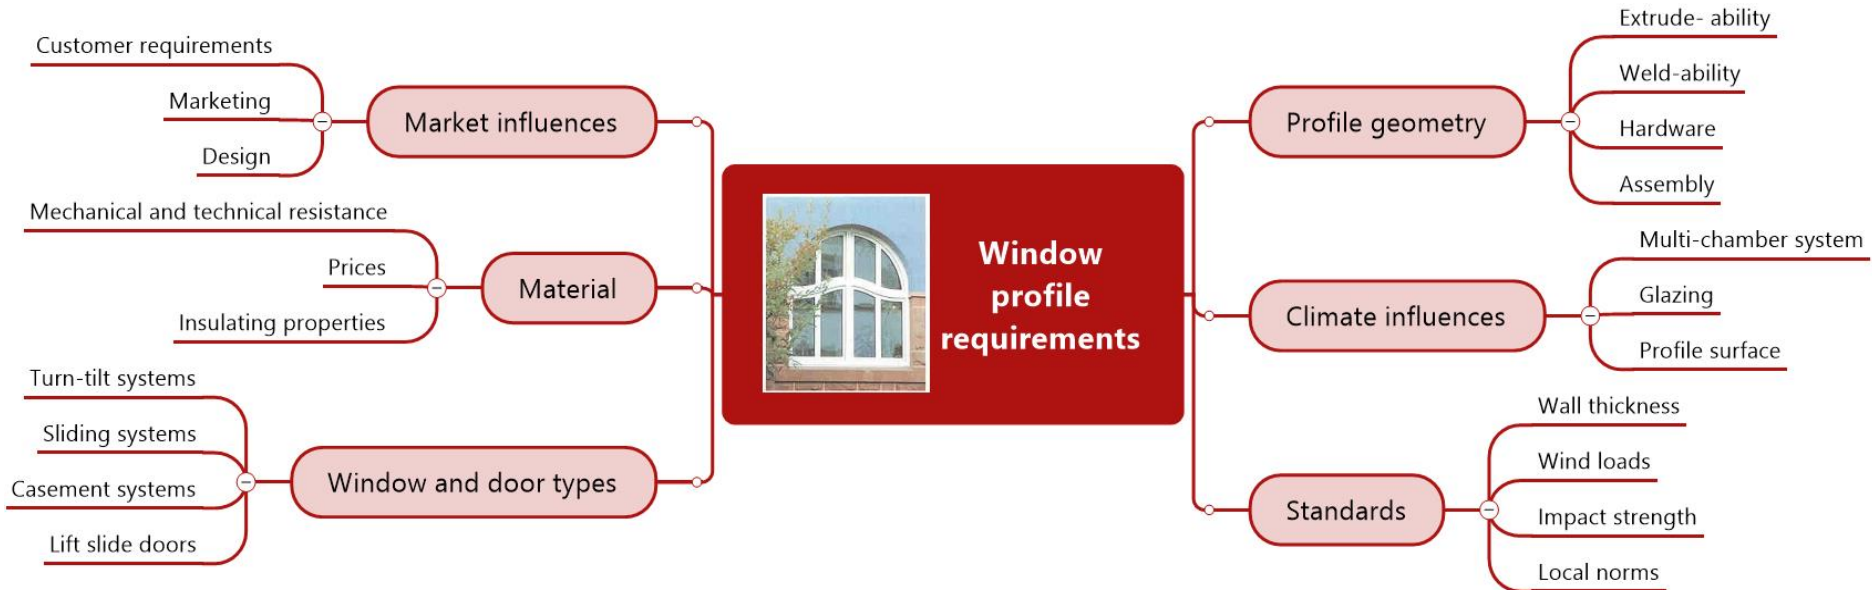 Customer requirements
Marketing
Design
Market influences
Mechanical and technical resistance
Prices
Insulating properties
Material
Turn-tilt systems
Sliding systems
Casement systems
Lift slide doors
Window and door types
Window
profile
requirements
Profile geometry
Extrude- ability
Weld-ability
Hardware
Assembly
Climate influences
Multi-chamber system
Glazing
Profile surface
Standards
Wall thickness
Wind loads
Impact strength
Local norms